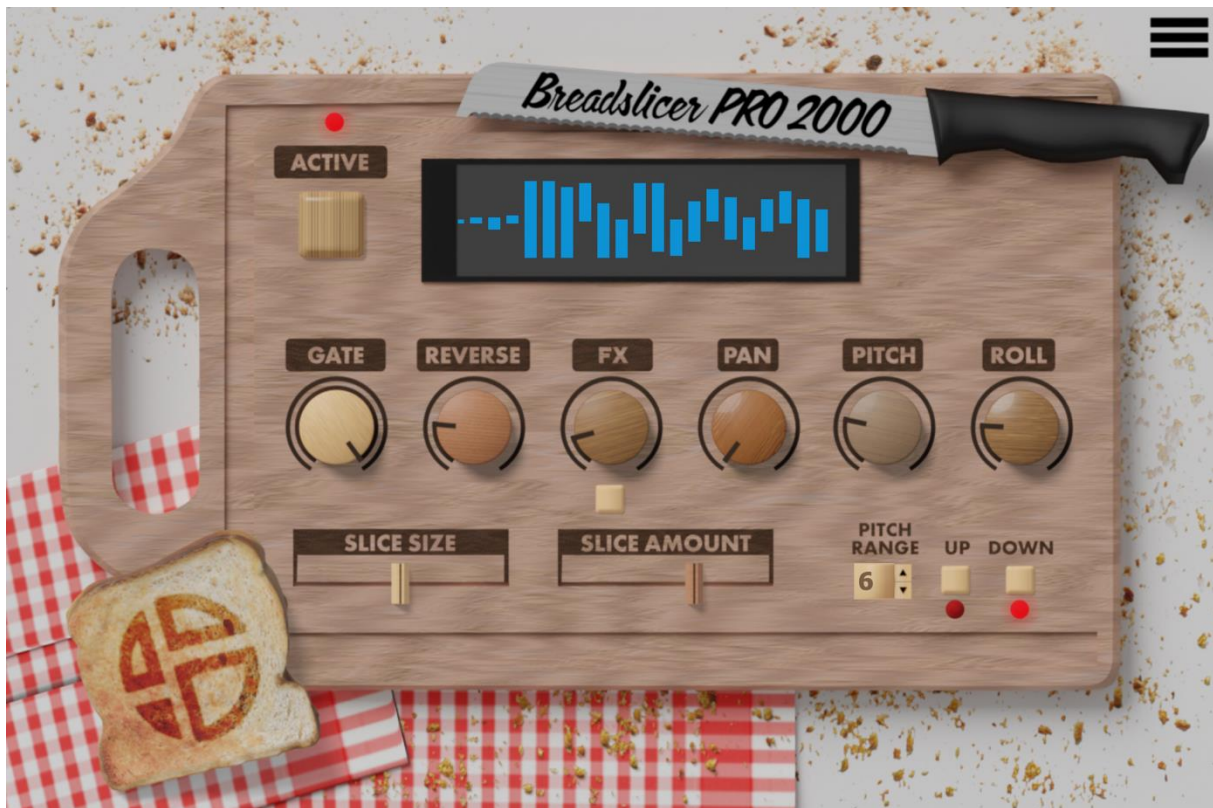 Breadslicer PRO 2000
ACTIVE
GATE
REVERSE
FX
PAN
PITCH
ROLL
SLICE SIZE
SLICE AMOUNT
PITCH
RANGE
UP
DOWN
6